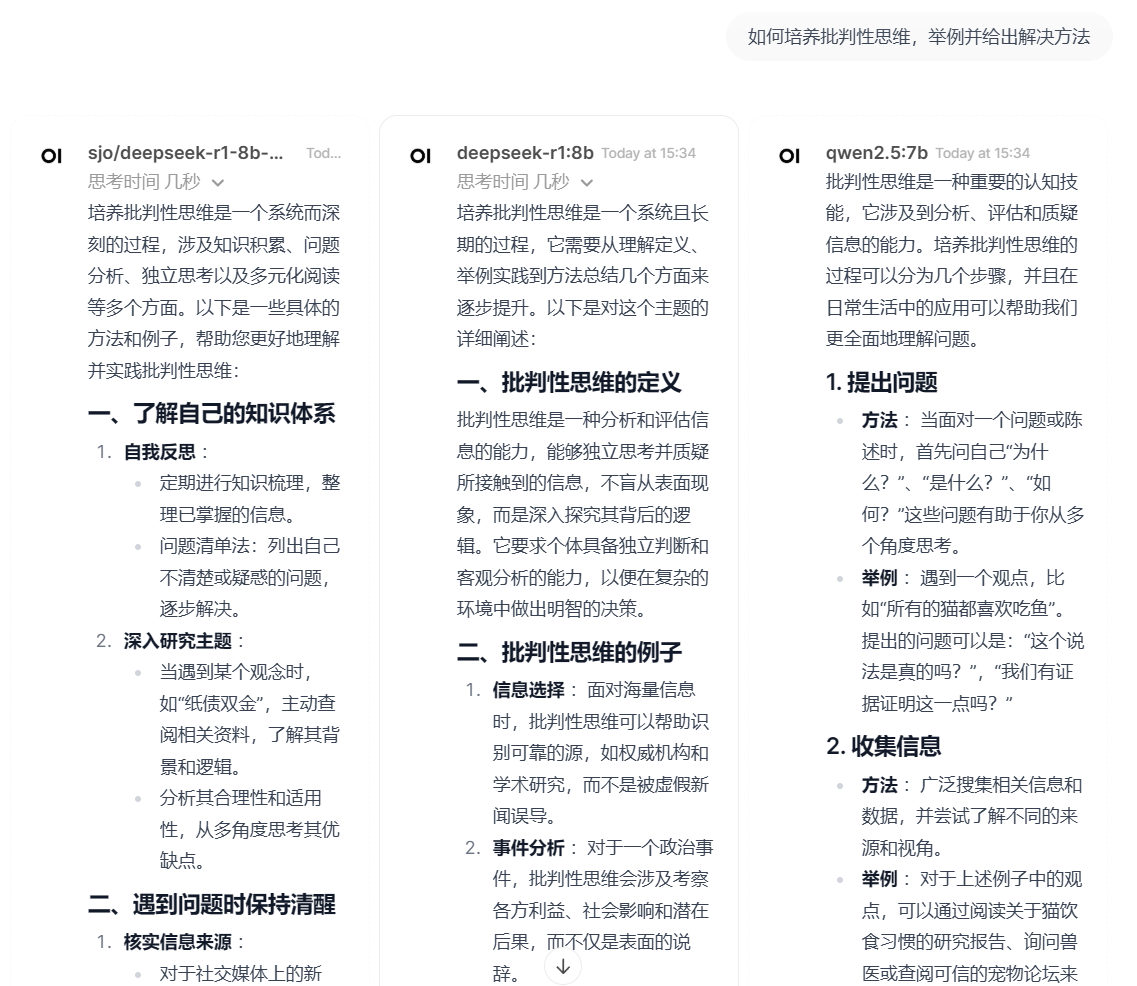 如何培养批判性思维，举例并给出解决方法
OI
sjo/deepseek-r1-8b-... Tod...
思考时间 几秒
培养批判性思维是一个系统而深
刻的过程，涉及知识积累、问题
分析、独立思考以及多元化阅读
等多个方面。以下是一些具体的
方法和例子，帮助您更好地理解
并实践批判性思维：
一、了解自己的知识体系
1. 自我反思：
定期进行知识梳理，整
理已掌握的信息。
问题清单法：列出自己
不清楚或疑惑的问题，
逐步解决。
2. 深入研究主题：
当遇到某个观念时，
如“纸债双金”，主动查
阅相关资料，了解其背
景和逻辑。
分析其合理性和适用
性，从多角度思考其优
缺点。
二、遇到问题时保持清醒
1. 核实信息来源：
对于社交媒体上的新
OI
deepseek-r1:8b Today at 15:34
思考时间 几秒
培养批判性思维是一个系统且长
期的过程，它需要从理解定义、
举例实践到方法总结几个方面来
逐步提升。以下是对这个主题的
详细阐述：
一、批判性思维的定义
批判性思维是一种分析和评估信
息的能力，能够独立思考并质疑
所接触到的信息，不盲从表面现
象，而是深入探究其背后的逻
辑。它要求个体具备独立判断和
客观分析的能力，以便在复杂的
环境中做出明智的决策。
二、批判性思维的例子
1. 信息选择：面对海量信息
时，批判性思维可以帮助识
别可靠的源，如权威机构和
学术研究，而不是被虚假新
闻误导。
2. 事件分析：对于一个政治事
件，批判性思维会涉及考察
各方利益、社会影响和潜在
后果，而不仅是表面的说
辞。
OI
qwen2.5:7b Today at 15:34
批判性思维是一种重要的认知技
能，它涉及到分析、评估和质疑
信息的能力。培养批判性思维的
过程可以分为几个步骤，并且在
日常生活中的应用可以帮助我们
更全面地理解问题。
1. 提出问题
方法：当面对一个问题或陈
述时，首先问自己“为什
么？”、“是什么？”、“如
何？”这些问题有助于你从多
个角度思考。
举例：遇到一个观点，比
如“所有的猫都喜欢吃鱼”。
提出的问题可以是：“这个说
法是真的吗？”，“我们有证
据证明这一点吗？”
2. 收集信息
方法：广泛搜集相关信息和
数据，并尝试了解不同的来
源和视角。
举例：对于上述例子中的观
点，可以通过阅读关于猫饮
食习惯的研究报告、询问兽
医或查阅可信的宠物论坛来